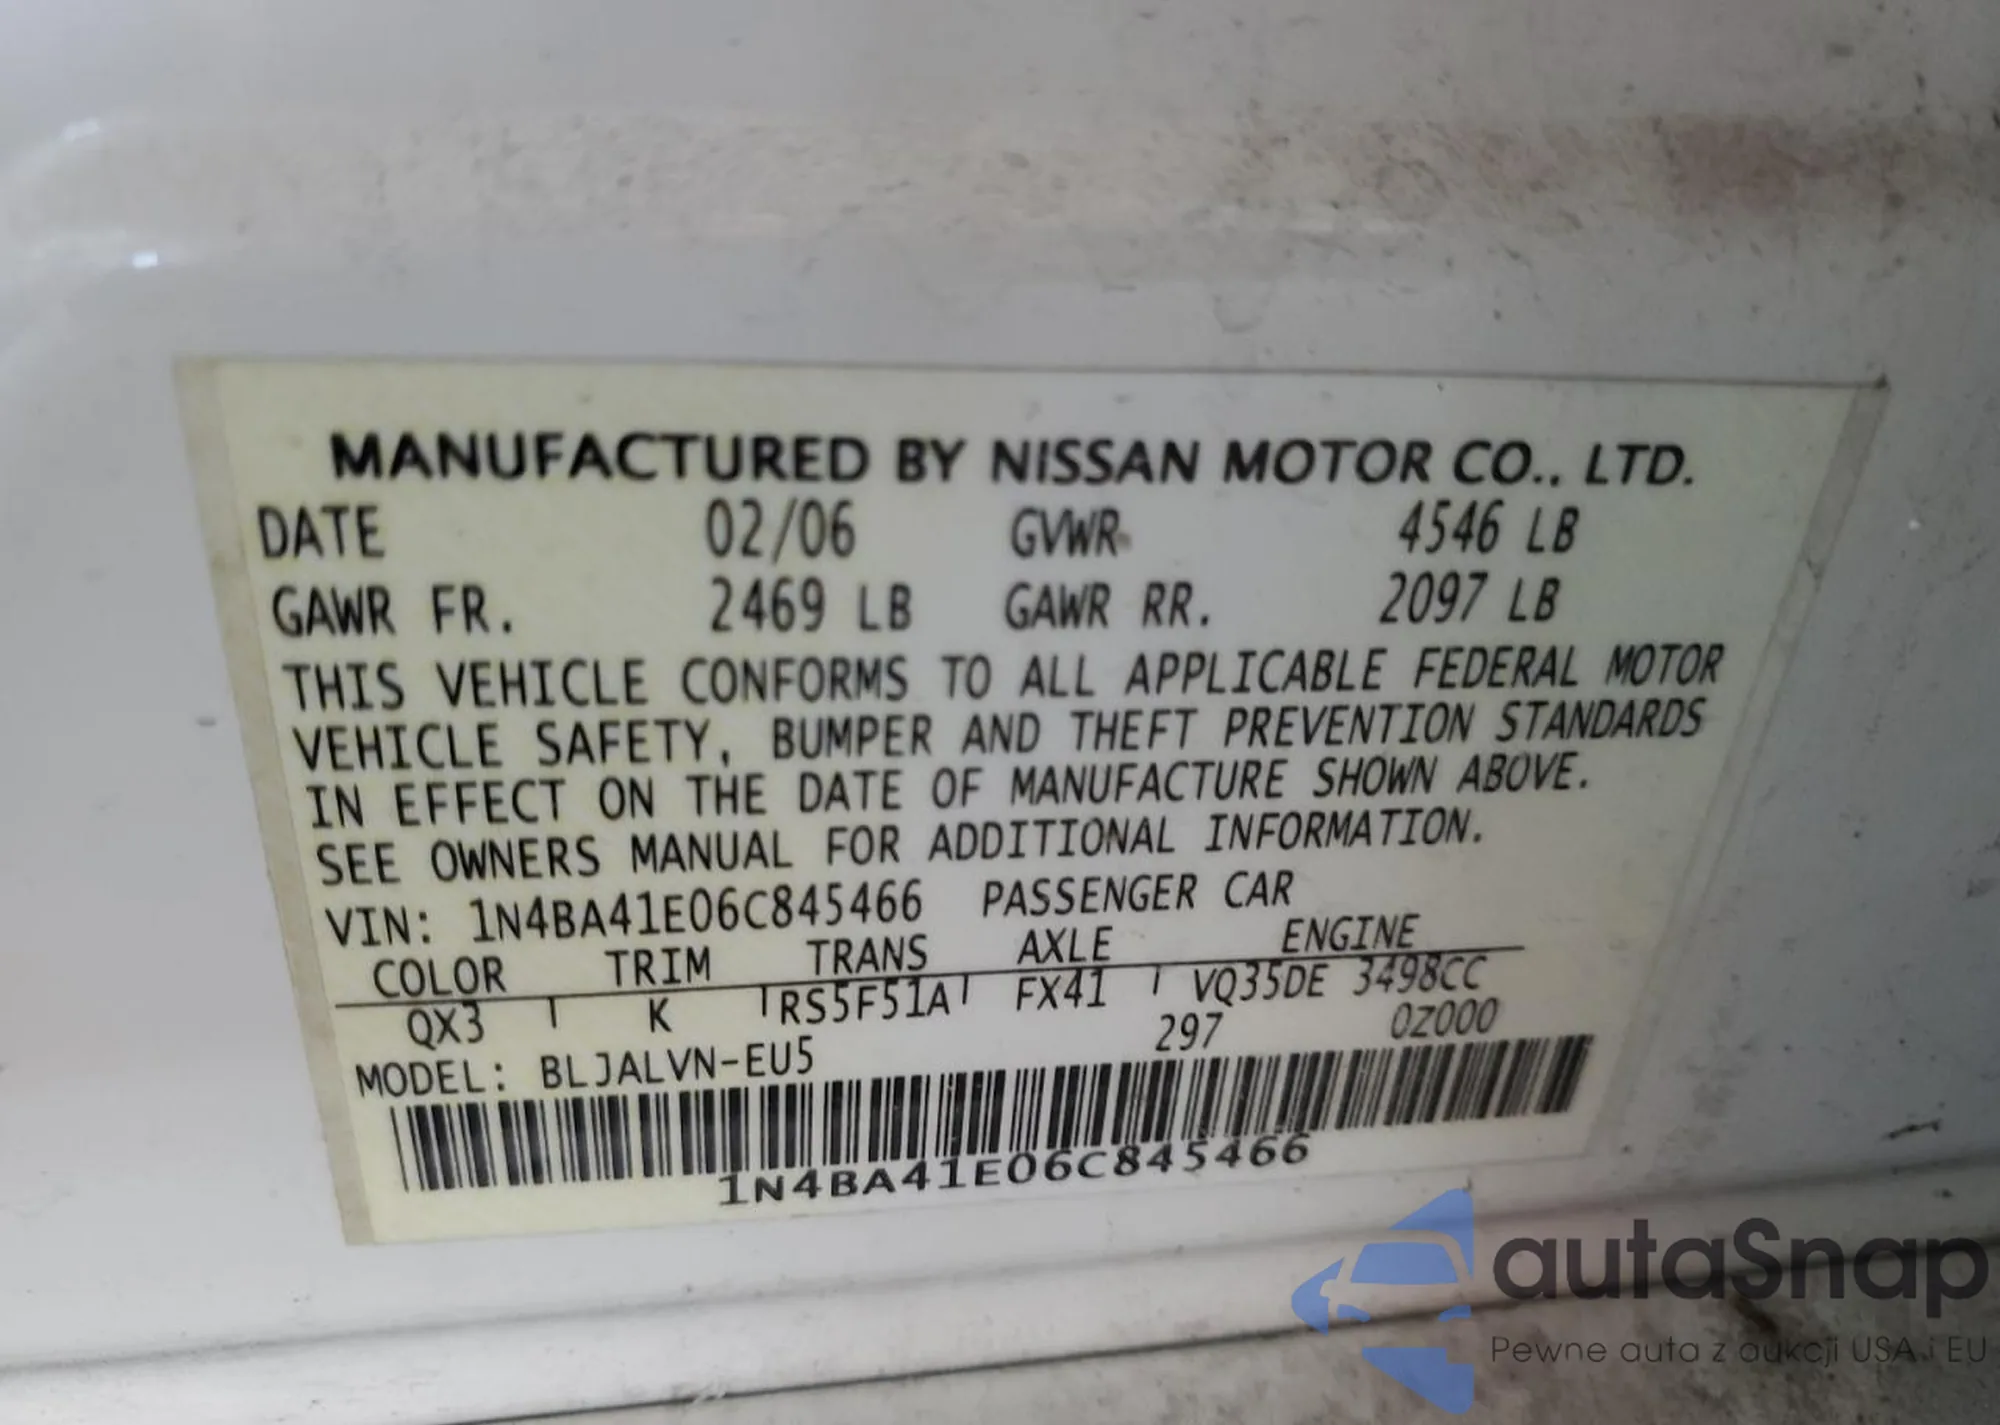 MANUFACTURED BY NISSAN MOTOR CO., LTD.
DATE 02/06 GVWR 4546 LB
GAWR FR. 2469 LB GAWR RR. 2097 LB
THIS VEHICLE CONFORMS TO ALL APPLICABLE FEDERAL MOTOR
VEHICLE SAFETY, BUMPER AND THEFT PREVENTION STANDARDS
IN EFFECT ON THE DATE OF MANUFACTURE SHOWN ABOVE.
SEE OWNERS MANUAL FOR ADDITIONAL INFORMATION.
VIN: 1N4BA41E06C845466 PASSENGER CAR
COLOR TRIM TRANS AXLE ENGINE
QX3 K RS5F51A FX41 VQ35DE 3498CC
297 0Z000
MODEL: BLJALVN-EU5
1N4BA41E06C845466
autaSnap
Pewne auta z aukcji USA i EU